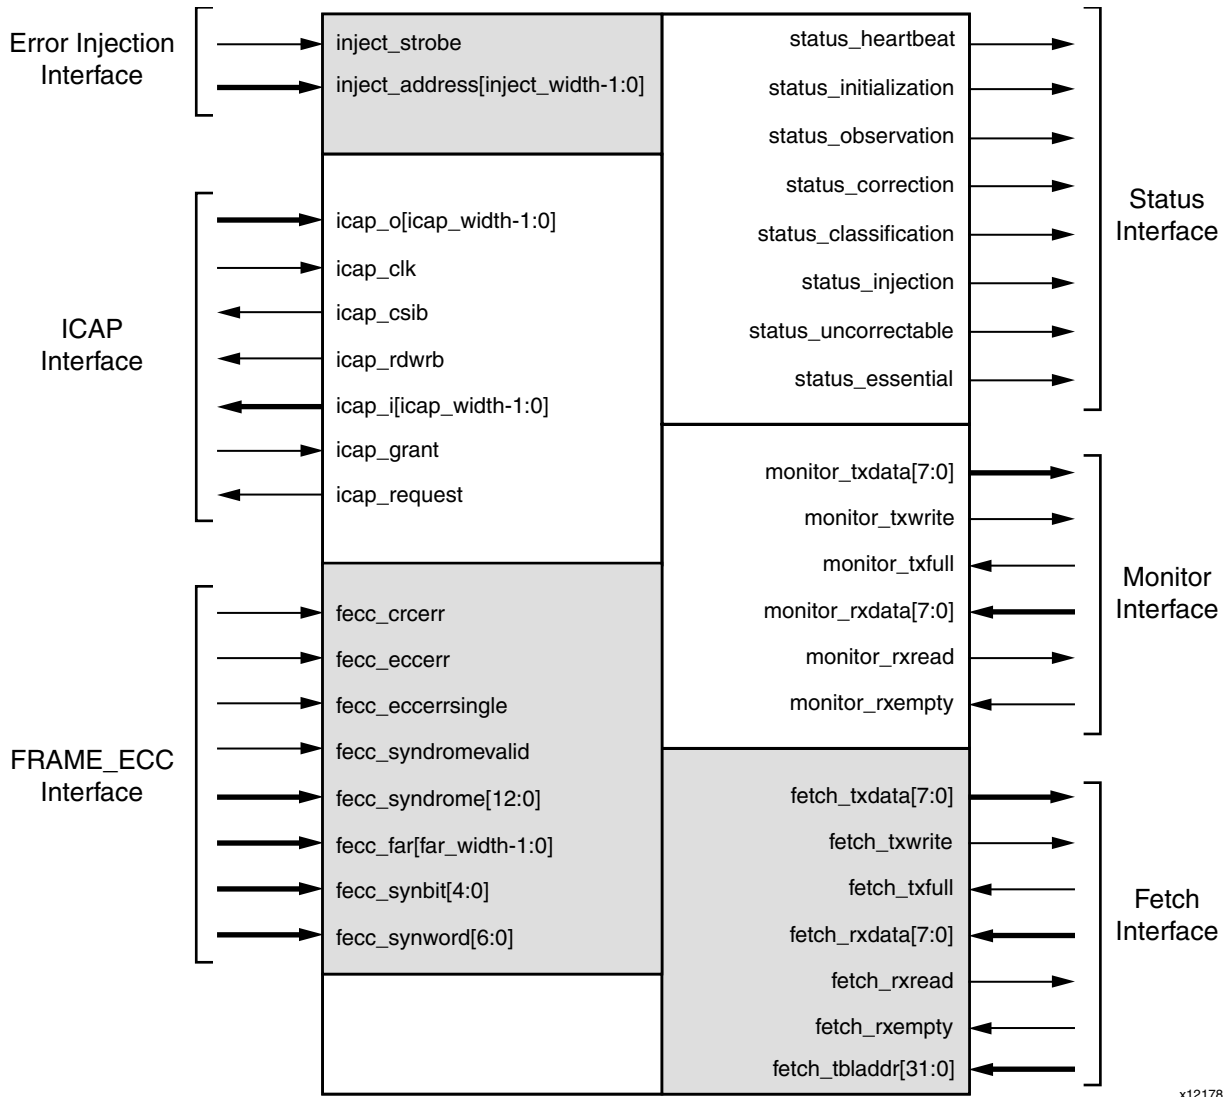 Error Injection
Interface
inject_strobe
inject_address[inject_width-1:0]
ICAP
Interface
icap_o[icap_width-1:0]
icap_clk
icap_csib
icap_rdwrb
icap_i[icap_width-1:0]
icap_grant
icap_request
FRAME_ECC
Interface
fecc_crcerr
fecc_eccerr
fecc_eccerrsingle
fecc_syndromevalid
fecc_syndrome[12:0]
fecc_far[far_width-1:0]
fecc_synbit[4:0]
fecc_synword[6:0]
status_heartbeat
status_initialization
status_observation
status_correction
status_classification
status_injection
status_uncorrectable
status_essential
Status
Interface
monitor_txdata[7:0]
monitor_txwrite
monitor_txfull
monitor_rxdata[7:0]
monitor_rxread
monitor_rxempty
Monitor
Interface
fetch_txdata[7:0]
fetch_txwrite
fetch_txfull
fetch_rxdata[7:0]
fetch_rxread
fetch_rxempty
fetch_tbladdr[31:0]
Fetch
Interface
x12178